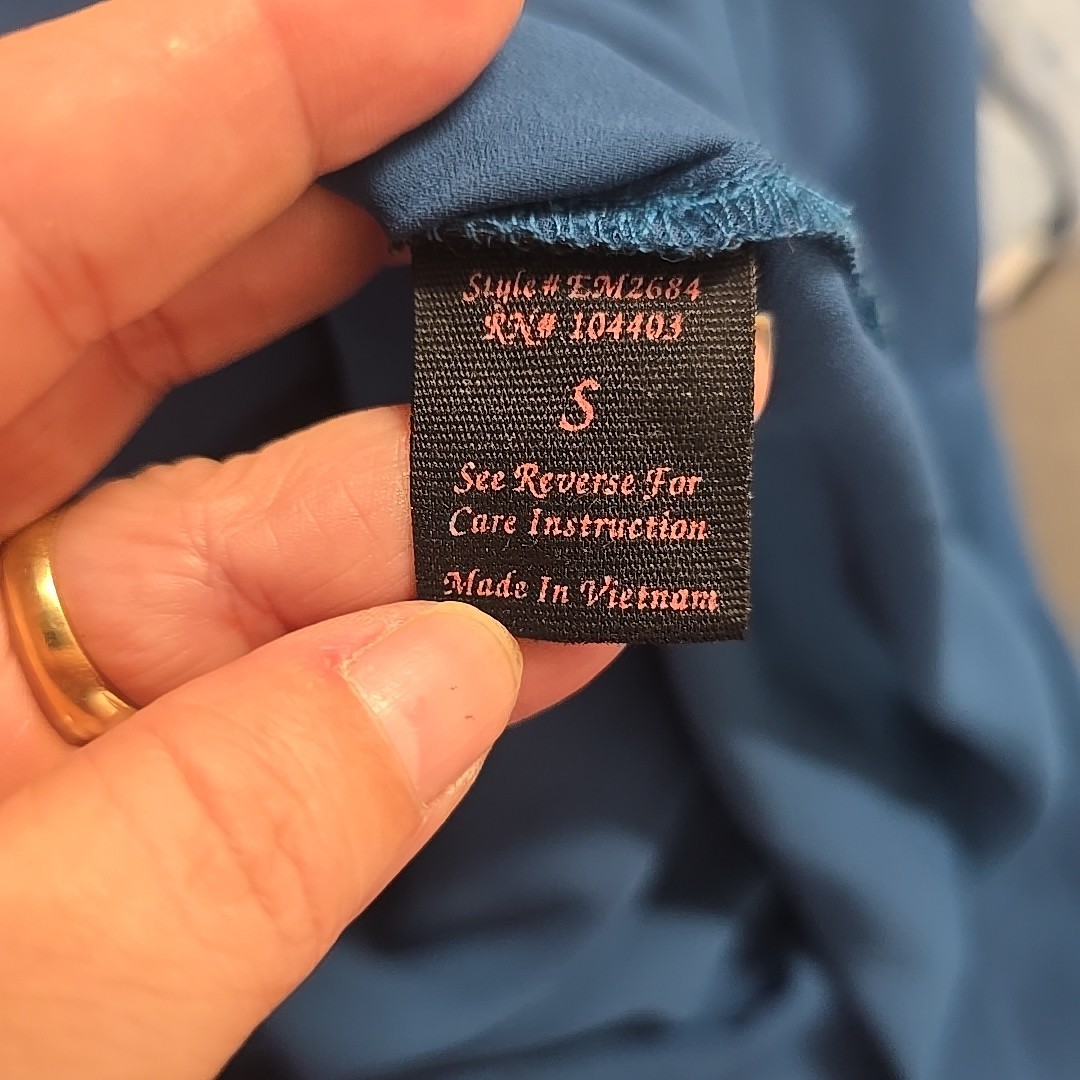 Style# EM2684
RN# 104403
S
See Reverse For
Care Instruction
Made In Vietnam